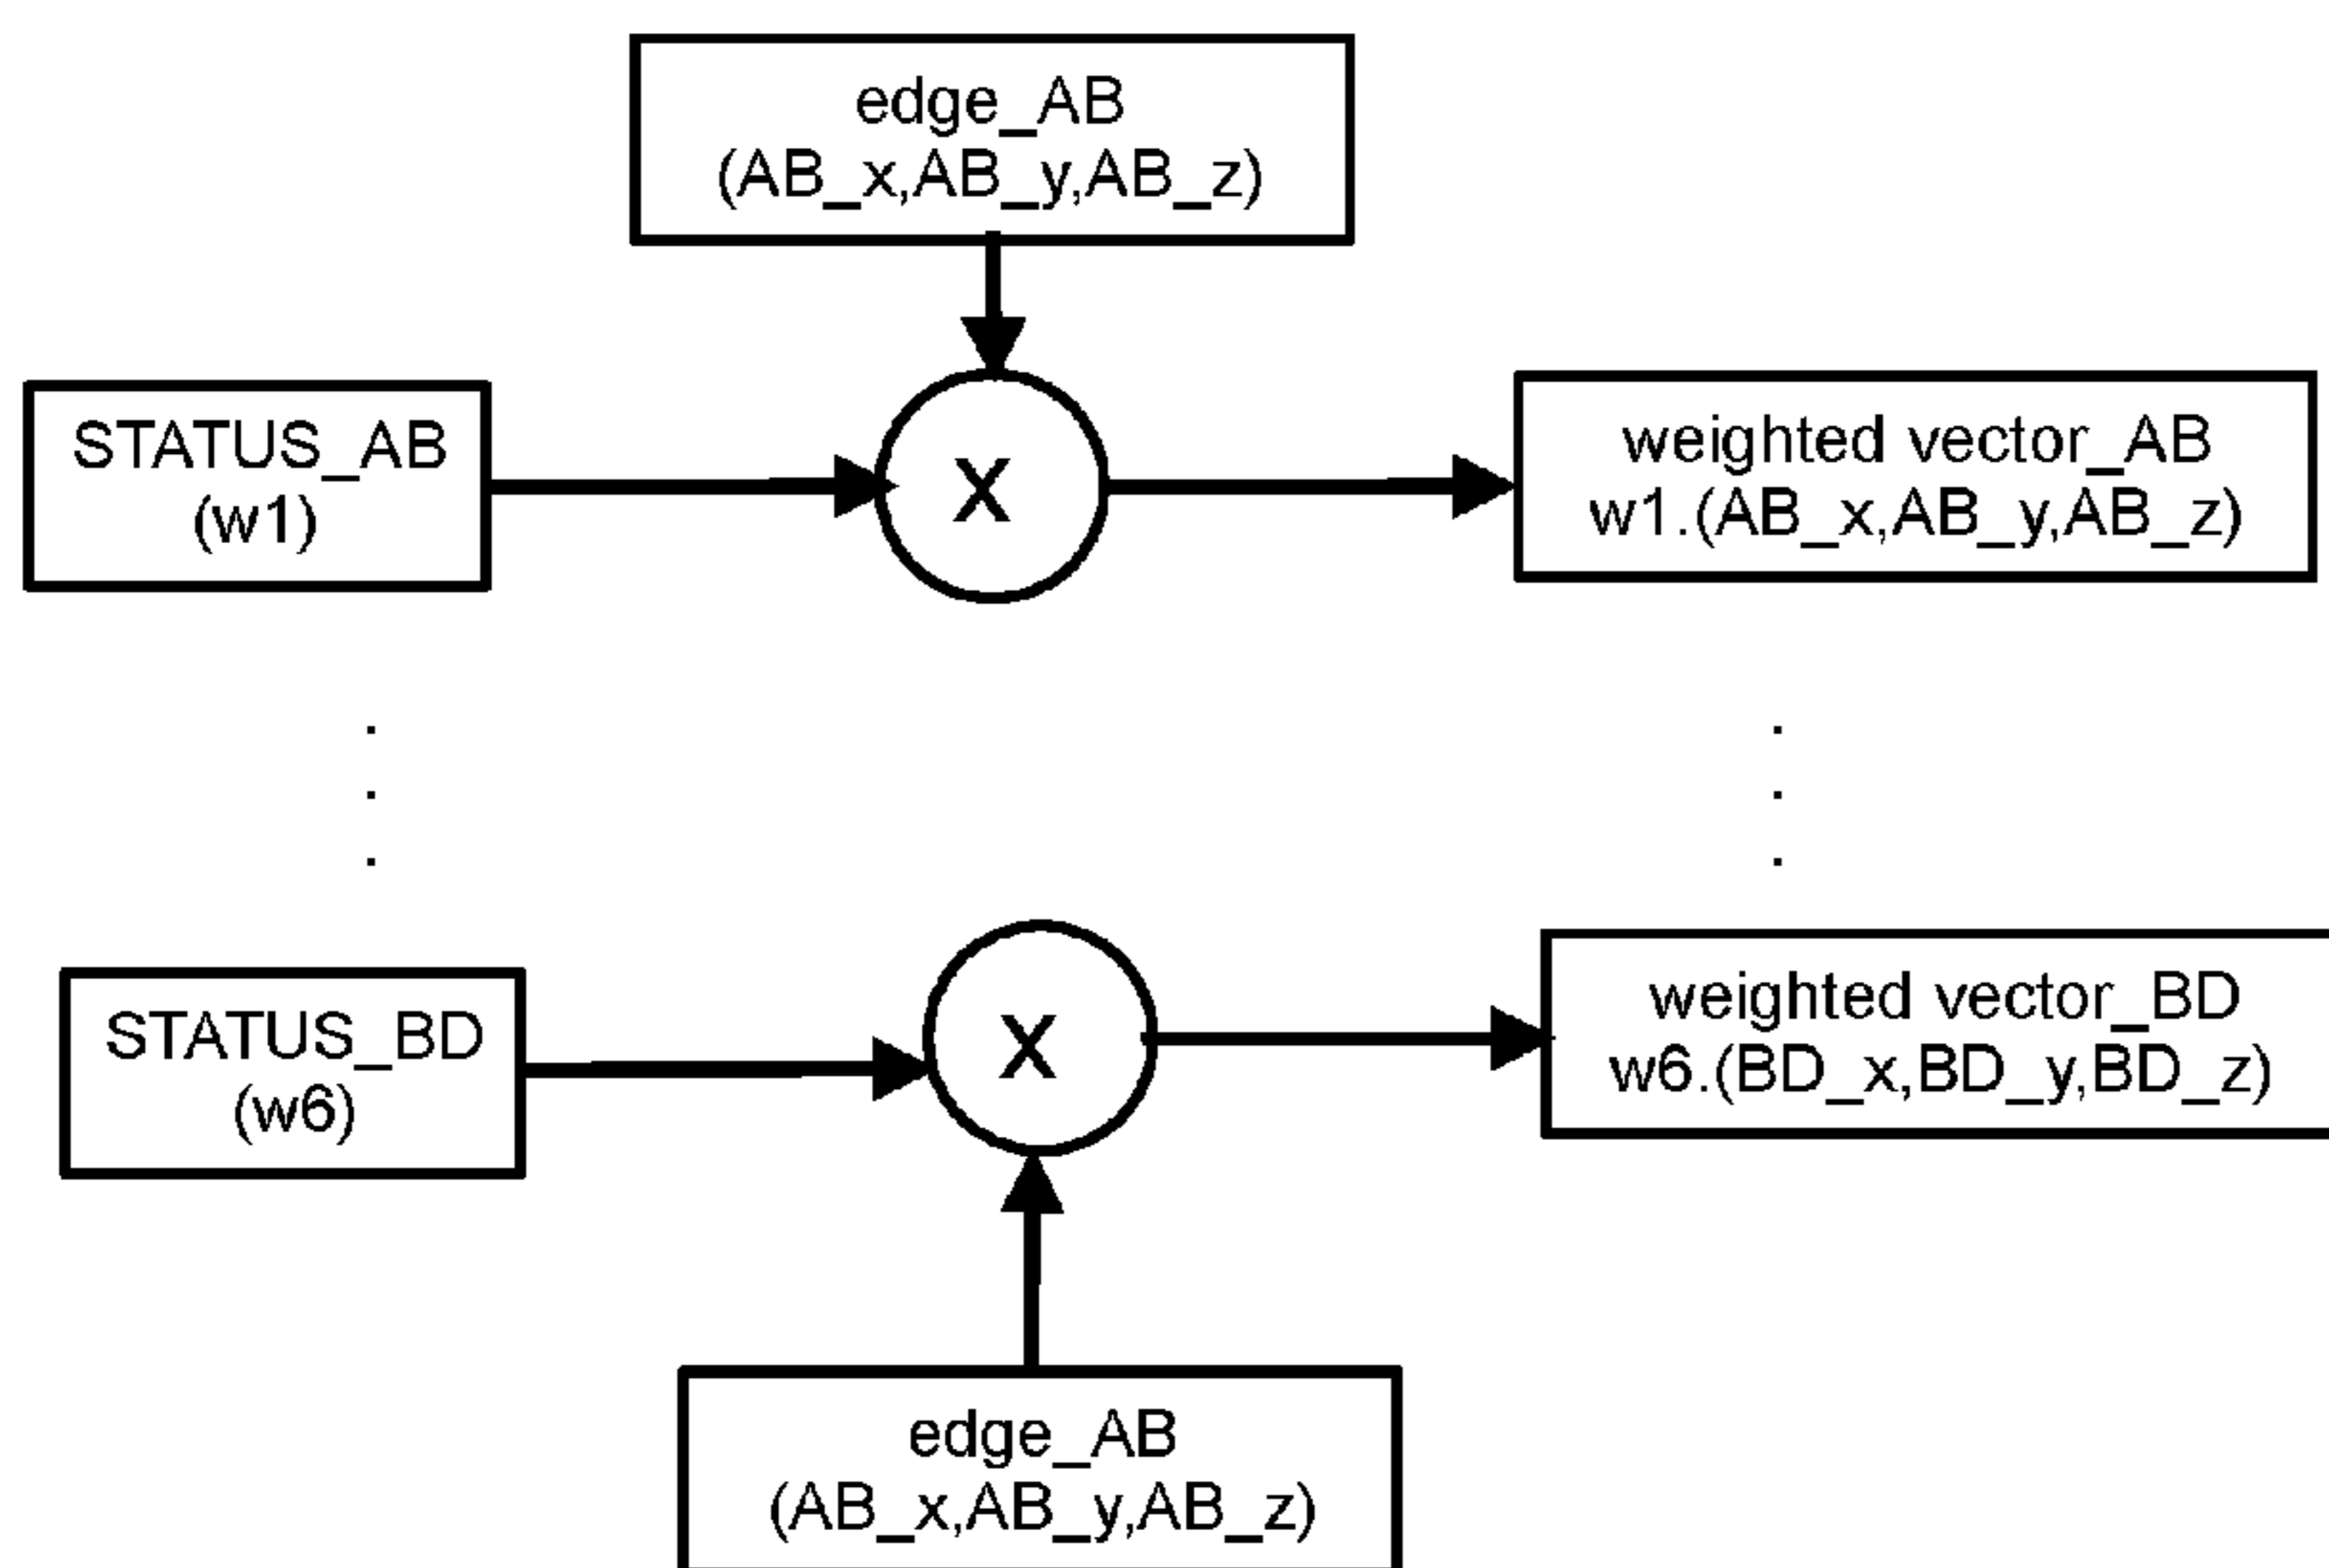 edge_AB
(AB_x,AB_y,AB_z)
STATUS_AB
(w1)
X
weighted vector_AB
w1.(AB_x,AB_y,AB_z)
STATUS_BD
(w6)
X
weighted vector_BD
w6.(BD_x,BD_y,BD_z)
edge_AB
(AB_x,AB_y,AB_z)